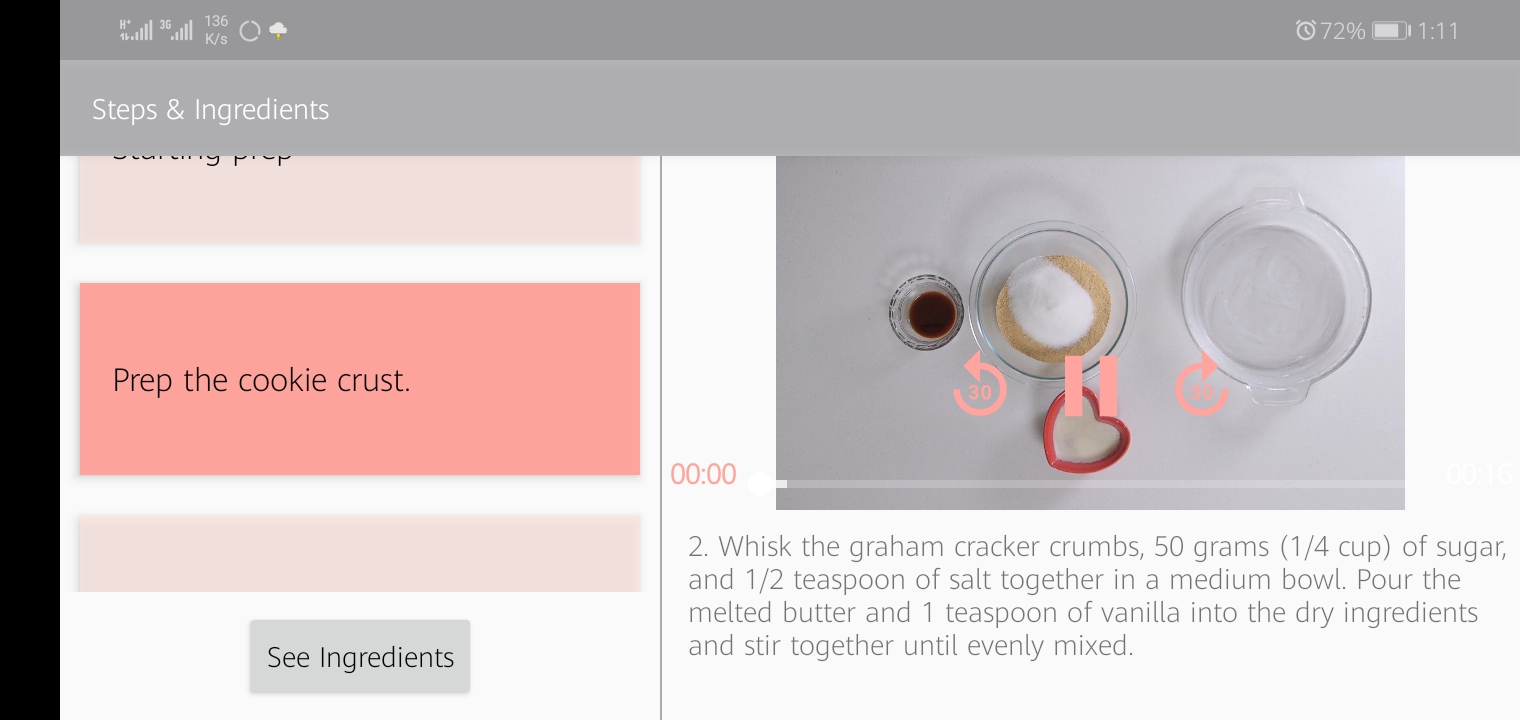 H+ 3G 136 K/s 72% 1:11
Steps & Ingredients
Starting prep
Prep the cookie crust.
See Ingredients
30 30
00:00 00:16
2. Whisk the graham cracker crumbs, 50 grams (1/4 cup) of sugar,
and 1/2 teaspoon of salt together in a medium bowl. Pour the
melted butter and 1 teaspoon of vanilla into the dry ingredients
and stir together until evenly mixed.